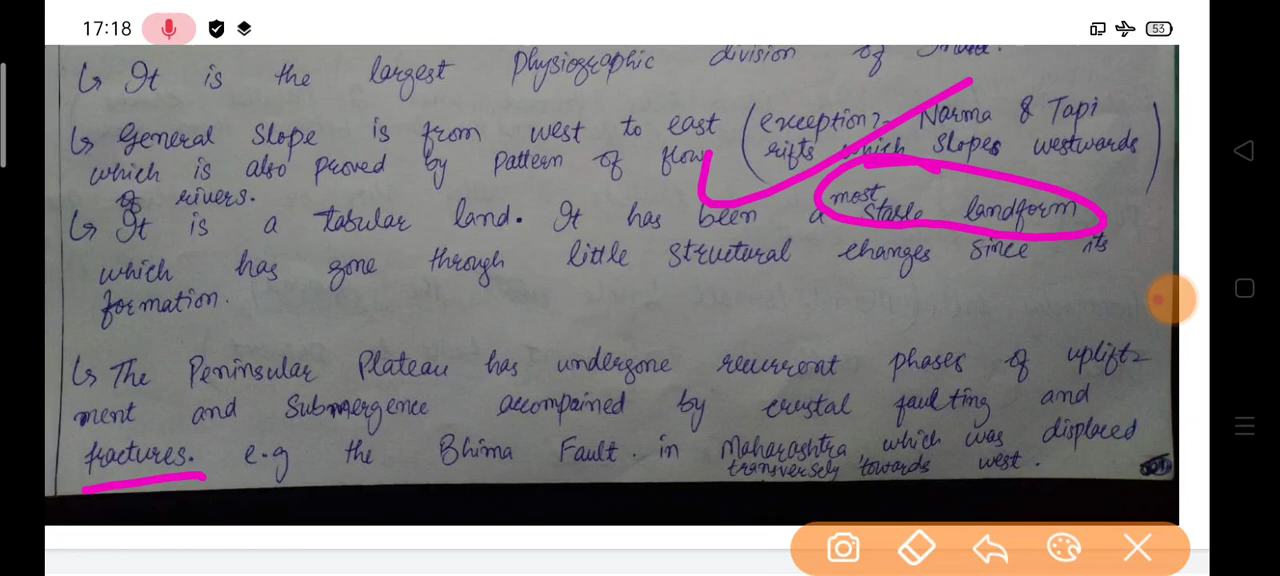 17:18
53
↳ It is the largest Physiographic division of India.
↳ General Slope is from west to east (exception:- Narma & Tapi
which is also proved by pattern of flow rifts which slopes westwards)
of rivers.
↳ It is a tabular land. It has been a most stable landform
which has gone through little structural changes since its
formation.
↳ The Peninsular Plateau has undergone recurrent phases of uplift-
ment and Submergence accompained by crustal faulting and
fractures. e.g the Bhima Fault in Maharashtra which was displaced
transversely towards west.